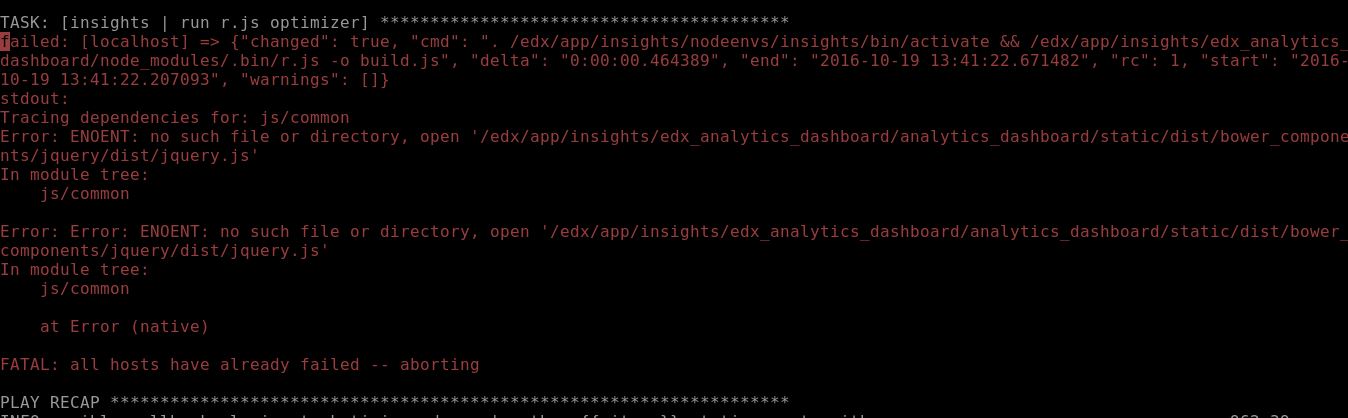 TASK: [insights | run r.js optimizer] *****************************************
failed: [localhost] => {"changed": true, "cmd": ". /edx/app/insights/nodeenvs/insights/bin/activate && /edx/app/insights/edx_analytics_
dashboard/node_modules/.bin/r.js -o build.js", "delta": "0:00:00.464389", "end": "2016-10-19 13:41:22.671482", "rc": 1, "start": "2016-
10-19 13:41:22.207093", "warnings": []}
stdout:
Tracing dependencies for: js/common
Error: ENOENT: no such file or directory, open '/edx/app/insights/edx_analytics_dashboard/analytics_dashboard/static/dist/bower_compone
nts/jquery/dist/jquery.js'
In module tree:
    js/common

Error: Error: ENOENT: no such file or directory, open '/edx/app/insights/edx_analytics_dashboard/analytics_dashboard/static/dist/bower_
components/jquery/dist/jquery.js'
In module tree:
    js/common

    at Error (native)

FATAL: all hosts have already failed -- aborting

PLAY RECAP ********************************************************************